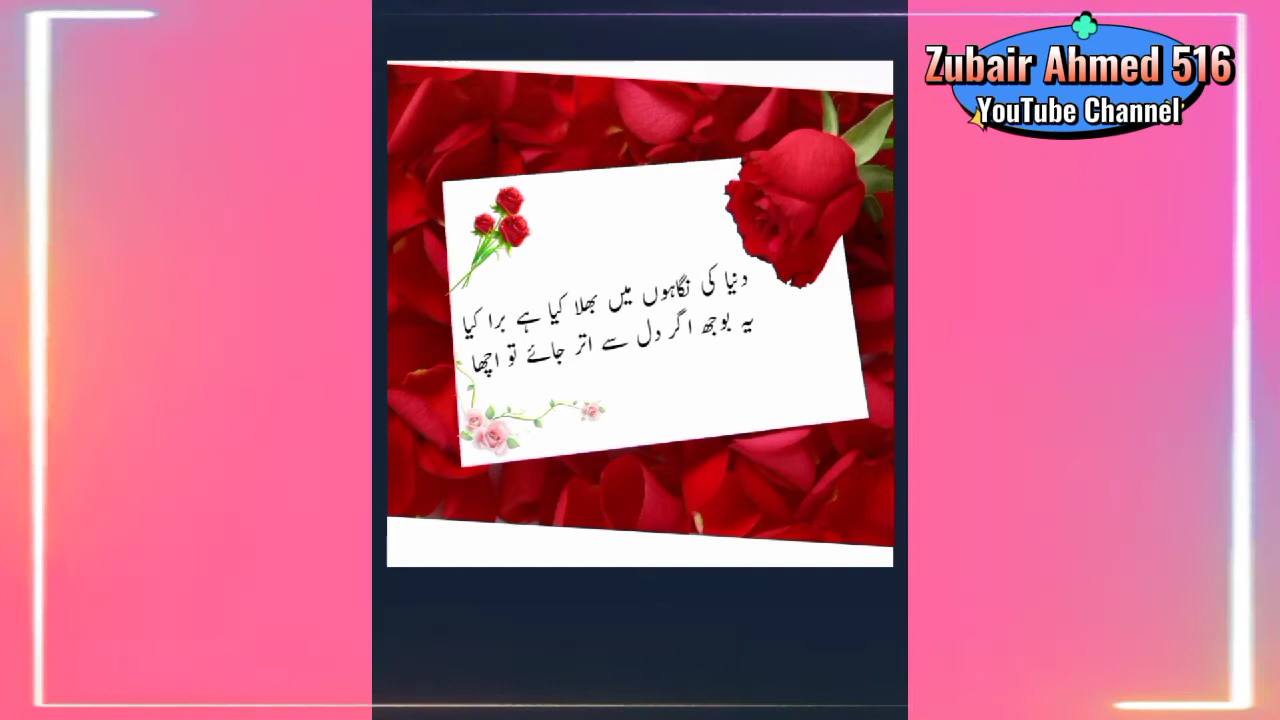 Zubair Ahmed 516
YouTube Channel
دنیا کی نگاہوں میں بھلا کیا ہے برا کیا
یہ بوجھ اگر دل سے اتر جائے تو اچھا